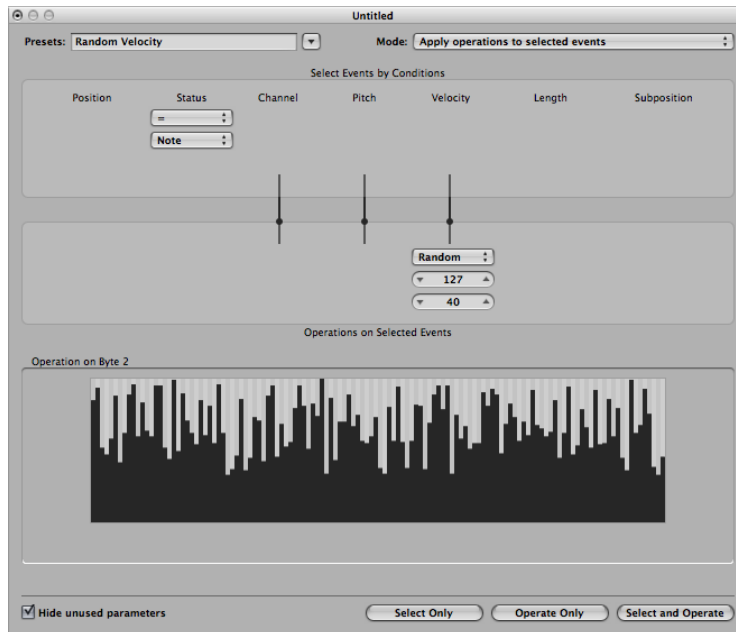 Untitled
Presets: Random Velocity Mode: Apply operations to selected events
Select Events by Conditions
Position Status Channel Pitch Velocity Length Subposition
=
Note
Random
127
40
Operations on Selected Events
Operation on Byte 2
Hide unused parameters Select Only Operate Only Select and Operate